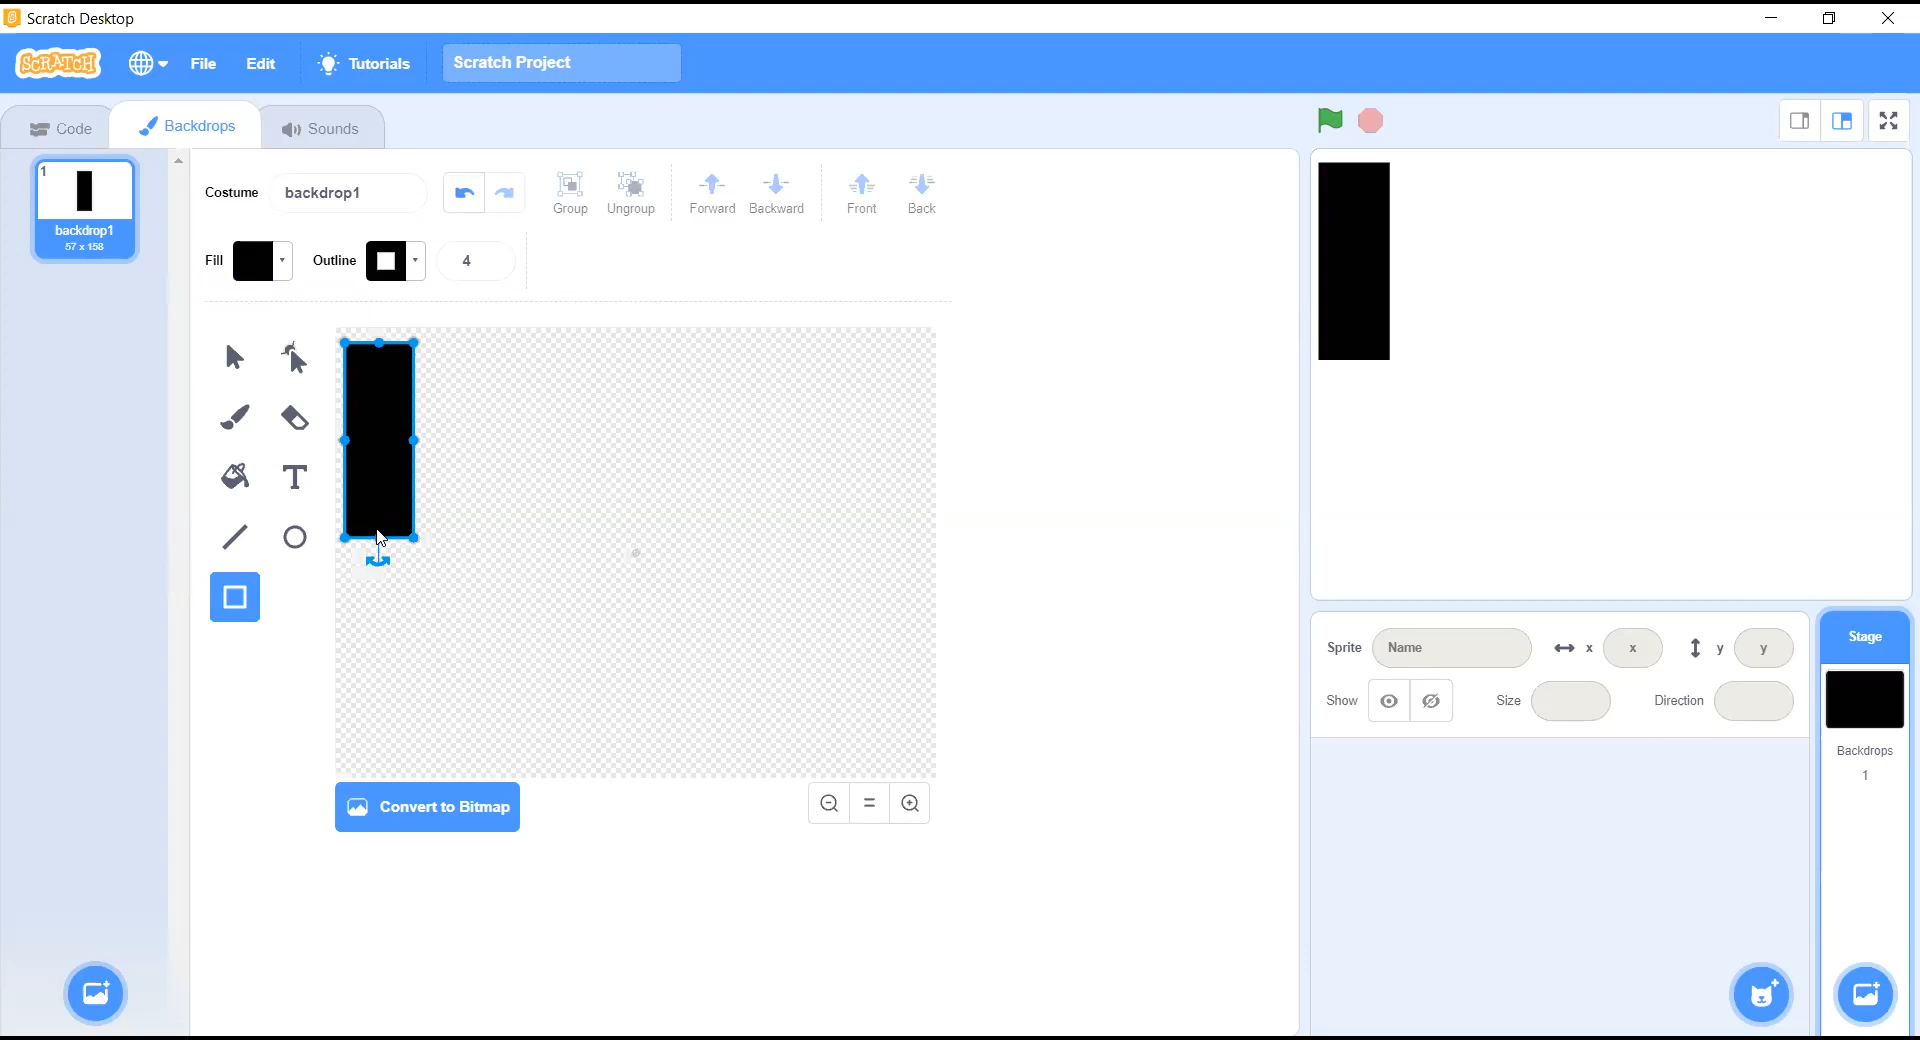 Scratch Desktop
SCRATCH File Edit Tutorials Scratch Project
Code Backdrops Sounds
1
backdrop1
57 x 158
Costume backdrop1
Group Ungroup Forward Backward Front Back
Fill Outline 4
T
Convert to Bitmap
Sprite Name x x y y
Show Size Direction
Stage
Backdrops
1